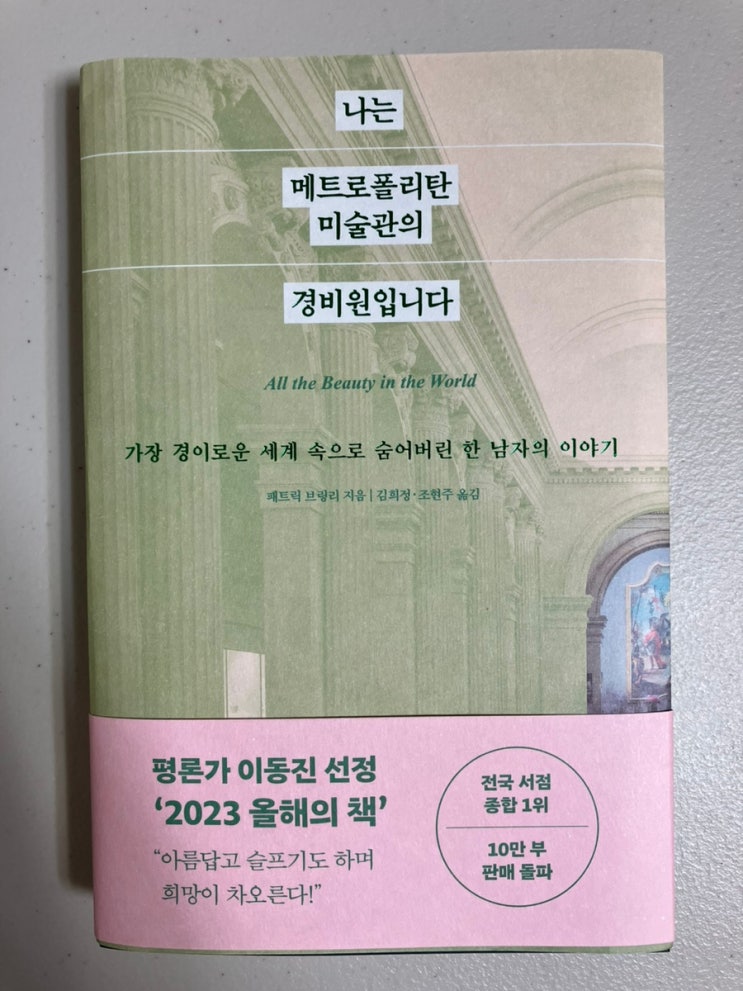 나는
메트로폴리탄
미술관의
경비원입니다
All the Beauty in the World
가장 경이로운 세계 속으로 숨어버린 한 남자의 이야기
패트릭 브링리 지음 | 김희정·조현주 옮김
평론가 이동진 선정
‘2023 올해의 책’
“아름답고 슬프기도 하며
희망이 차오른다!”
전국 서점
종합 1위
10만 부
판매 돌파